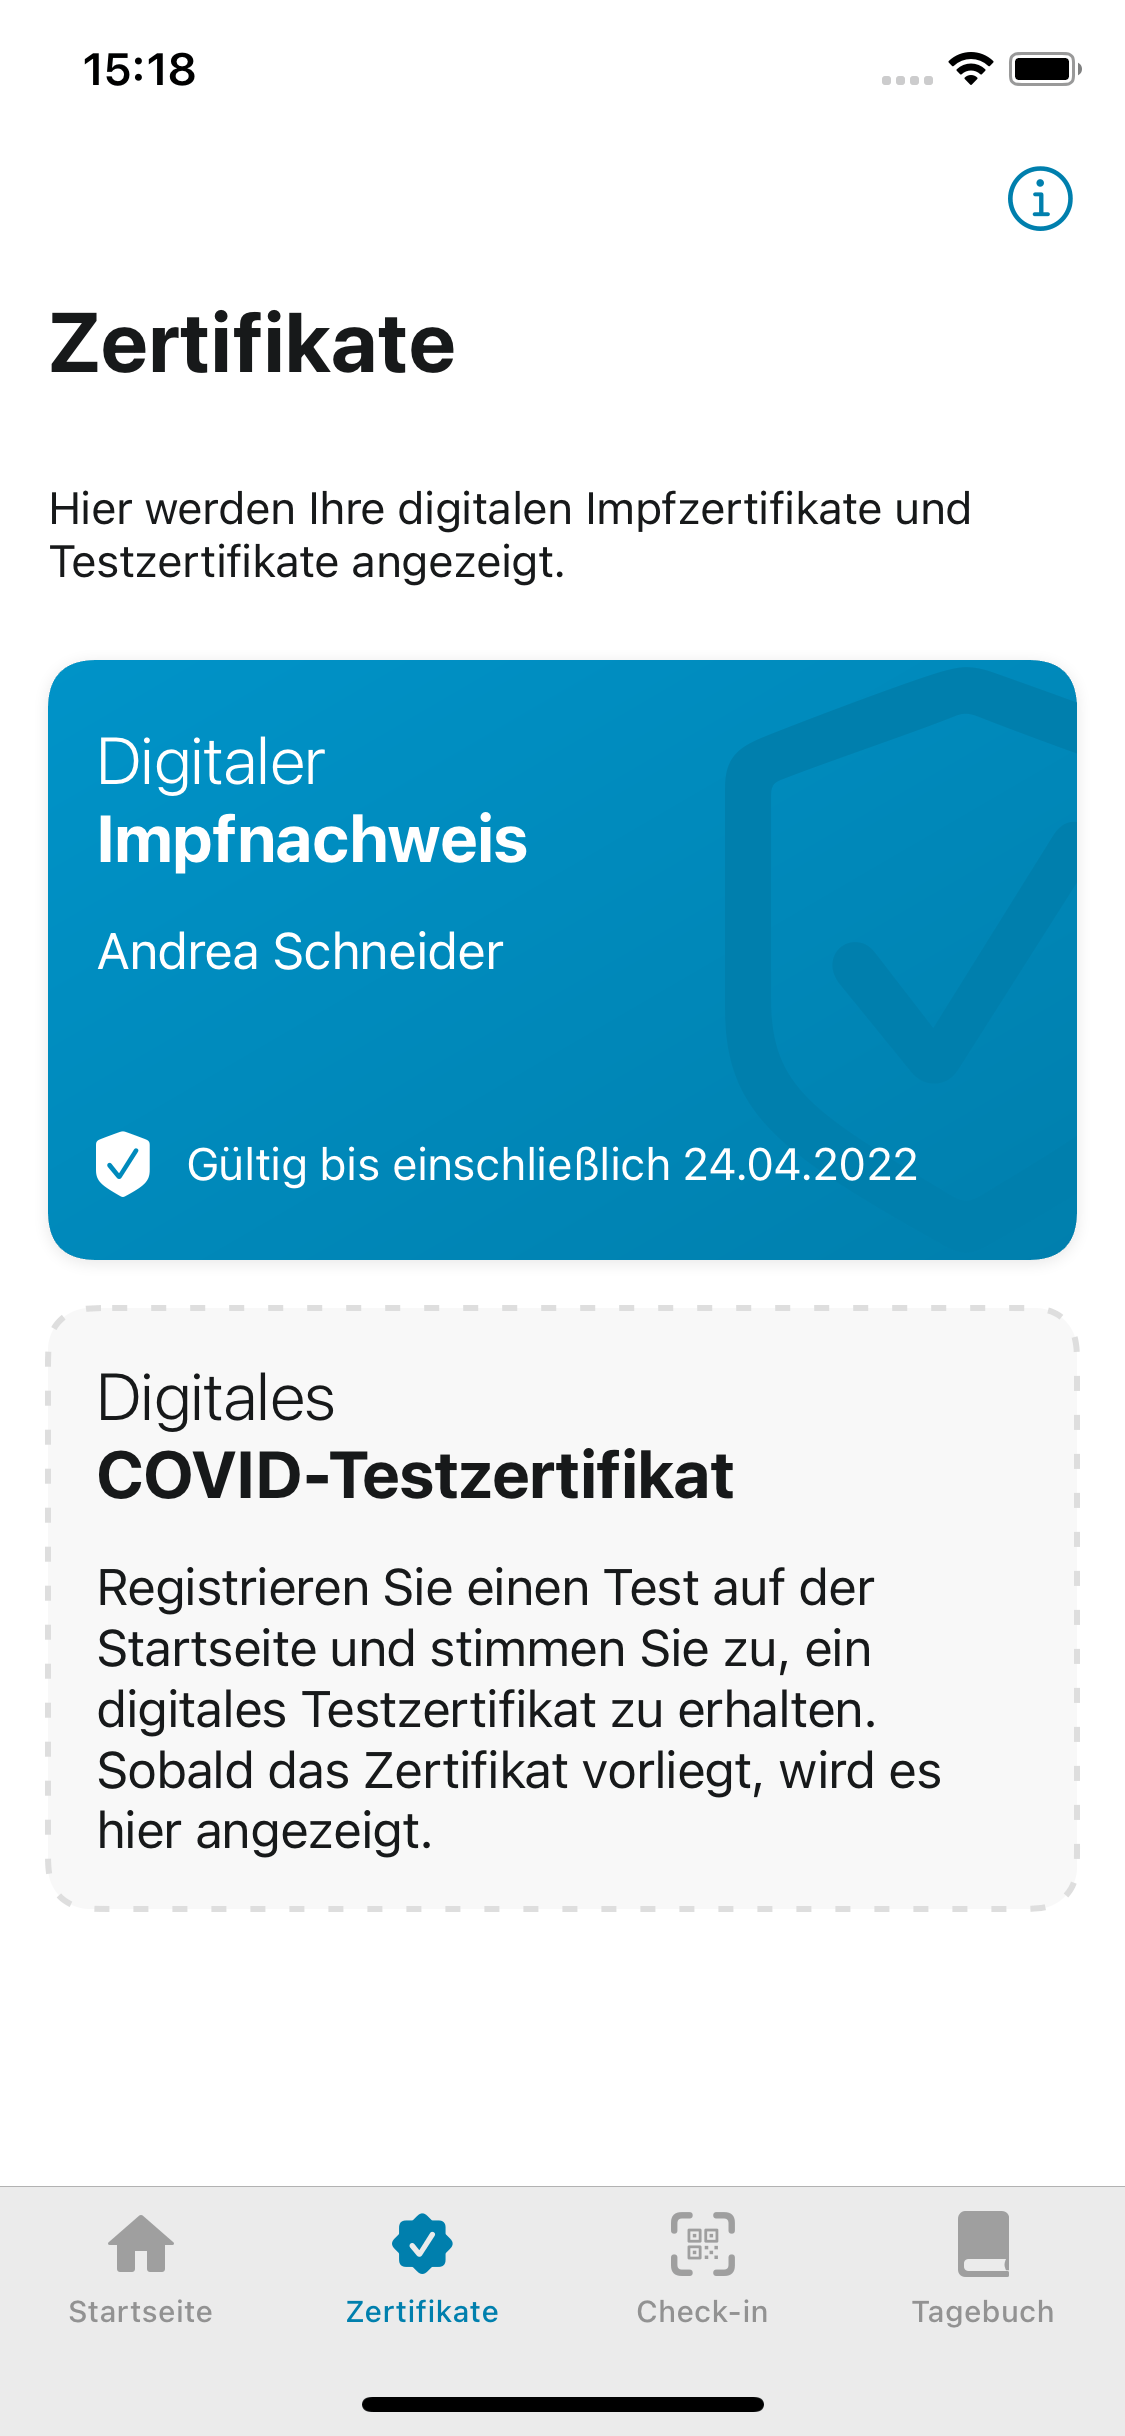 15:18
Zertifikate
Hier werden Ihre digitalen Impfzertifikate und
Testzertifikate angezeigt.
Digitaler
Impfnachweis
Andrea Schneider
Gültig bis einschließlich 24.04.2022
Digitales
COVID-Testzertifikat
Registrieren Sie einen Test auf der
Startseite und stimmen Sie zu, ein
digitales Testzertifikat zu erhalten.
Sobald das Zertifikat vorliegt, wird es
hier angezeigt.
Startseite
Zertifikate
Check-in
Tagebuch